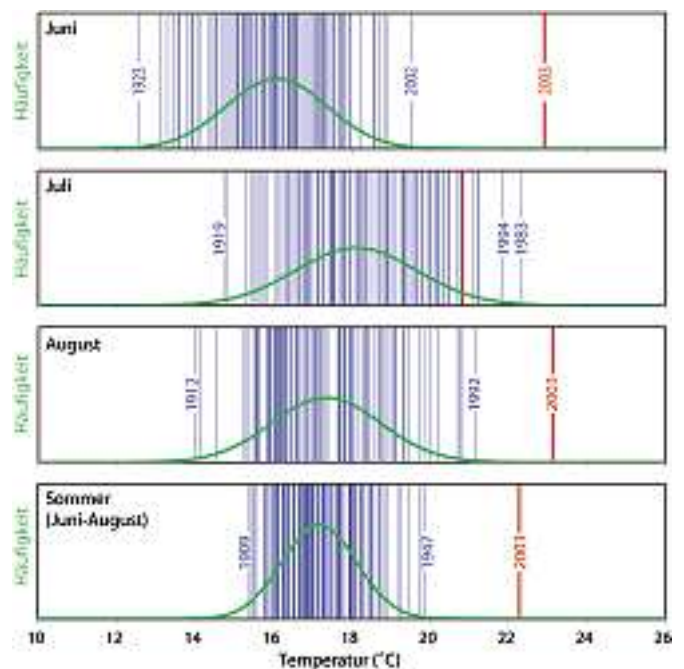 Juni
Häufigkeit
1923
2002
2003
Juli
Häufigkeit
1919
1994
1983
August
Häufigkeit
1912
1992
2003
Sommer
(Juni-August)
Häufigkeit
1909
1947
2003
10 12 14 16 18 20 22 24 26
Temperatur (°C)